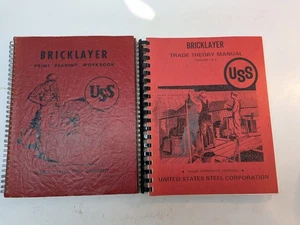 BRICKLAYER
PRINT READING WORKBOOK
USS
BRICKLAYER
TRADE THEORY MANUAL
USS
UNITED STATES STEEL CORPORATION